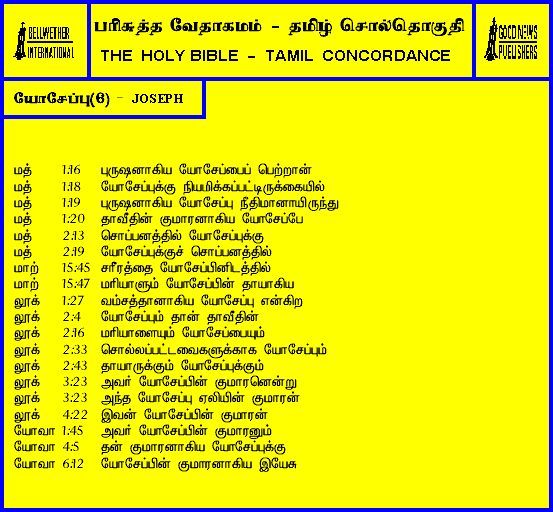 BELLWETHER
INTERNATIONAL
பரிசுத்த வேதாகமம் - தமிழ் சொல்தொகுதி
THE HOLY BIBLE - TAMIL CONCORDANCE
GOOD NEWS
PUBLISHERS
யோசேப்பு(6) - JOSEPH
மத் 1:16 புருஷனாகிய யோசேப்பைப் பெற்றான்
மத் 1:18 யோசேப்புக்கு நியமிக்கப்பட்டிருக்கையில்
மத் 1:19 புருஷனாகிய யோசேப்பு நீதிமானாயிருந்து
மத் 1:20 தாவீதின் குமாரனாகிய யோசேப்பே
மத் 2:13 சொப்பனத்தில் யோசேப்புக்கு
மத் 2:19 யோசேப்புக்குச் சொப்பனத்தில்
மாற் 15:45 சரீரத்தை யோசேப்பினிடத்தில்
மாற் 15:47 மரியாளும் யோசேப்பின் தாயாகிய
லூக் 1:27 வம்சத்தானாகிய யோசேப்பு என்கிற
லூக் 2:4 யோசேப்பும் தான் தாவீதின்
லூக் 2:16 மரியாளையும் யோசேப்பையும்
லூக் 2:33 சொல்லப்பட்டவைகளுக்காக யோசேப்பும்
லூக் 2:43 தாயாருக்கும் யோசேப்புக்கும்
லூக் 3:23 அவர் யோசேப்பின் குமாரனென்று
லூக் 3:23 அந்த யோசேப்பு ஏலியின் குமாரன்
லூக் 4:22 இவன் யோசேப்பின் குமாரன்
யோவா 1:45 அவர் யோசேப்பின் குமாரனும்
யோவா 4:5 தன் குமாரனாகிய யோசேப்புக்கு
யோவா 6:12 யோசேப்பின் குமாரனாகிய இயேசு